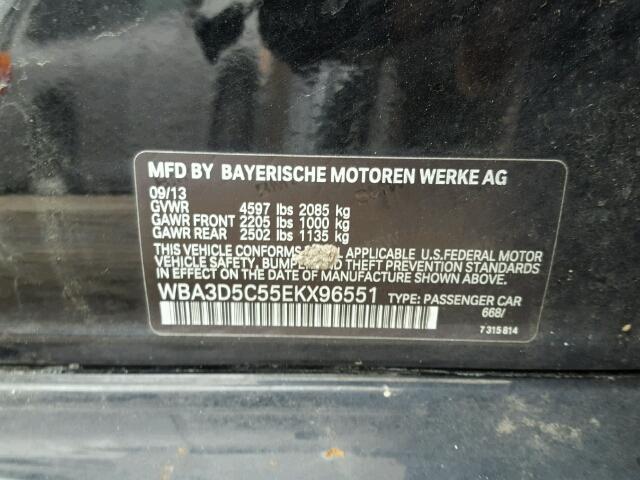 MFD BY BAYERISCHE MOTOREN WERKE AG
09/13
GVWR 4597 lbs 2085 kg
GAWR FRONT 2205 lbs 1000 kg
GAWR REAR 2502 lbs 1135 kg
THIS VEHICLE CONFORMS TO ALL APPLICABLE U.S.FEDERAL MOTOR
VEHICLE SAFETY, BUMPER, AND THEFT PREVENTION STANDARDS
IN EFFECT ON THE DATE OF MANUFACTURE SHOWN ABOVE.
WBA3D5C55EKX96551 TYPE: PASSENGER CAR
668/
7 315 814